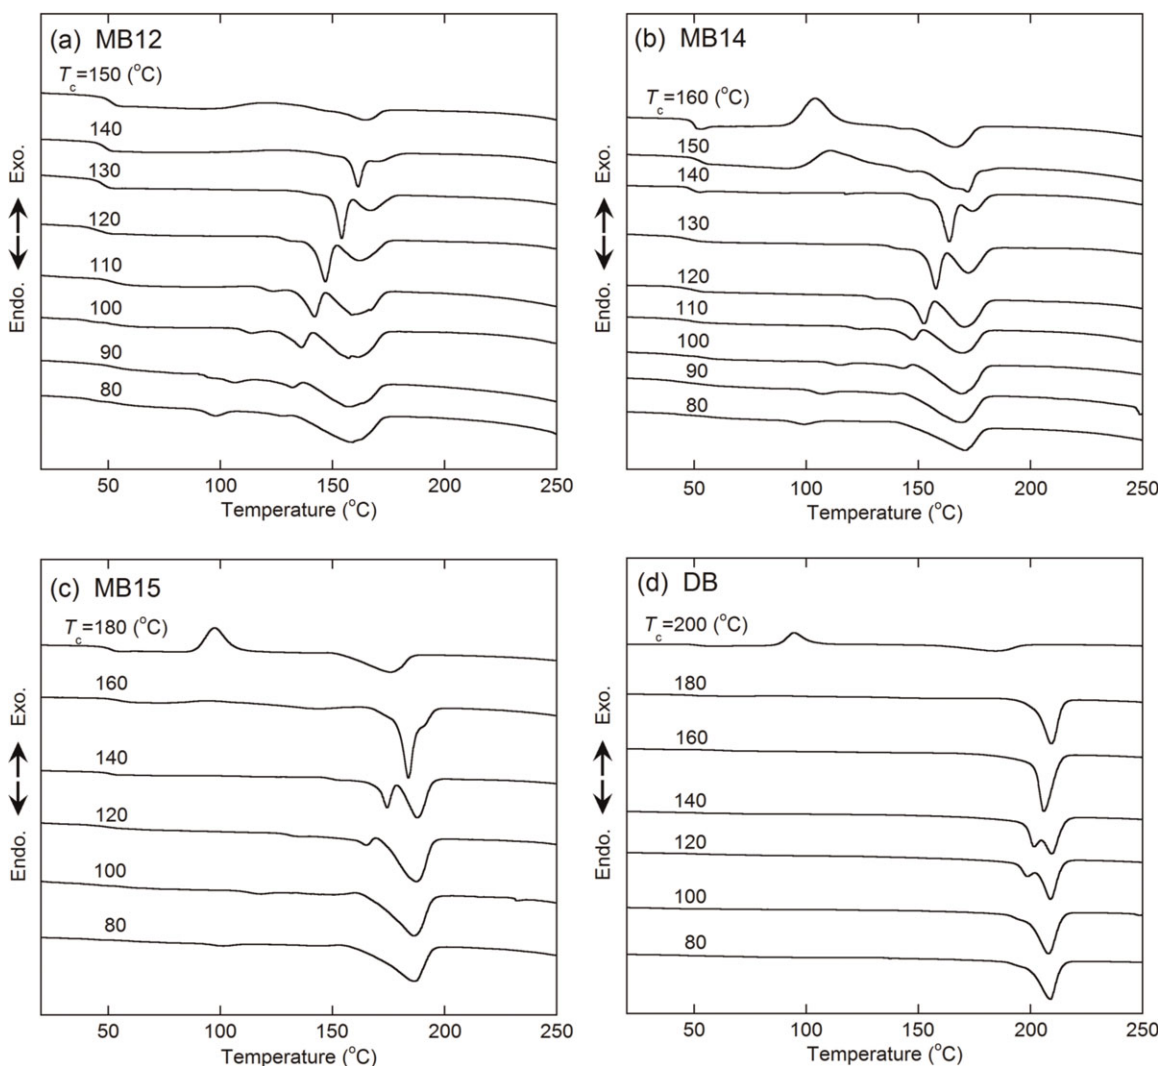 (a) MB12
Tc=150 (°C)
140
130
120
110
100
90
80
Exo.
Endo.
50 100 150 200 250
Temperature (°C)
(b) MB14
Tc=160 (°C)
150
140
130
120
110
100
90
80
Exo.
Endo.
50 100 150 200 250
Temperature (°C)
(c) MB15
Tc=180 (°C)
160
140
120
100
80
Exo.
Endo.
50 100 150 200 250
Temperature (°C)
(d) DB
Tc=200 (°C)
180
160
140
120
100
80
Exo.
Endo.
50 100 150 200 250
Temperature (°C)